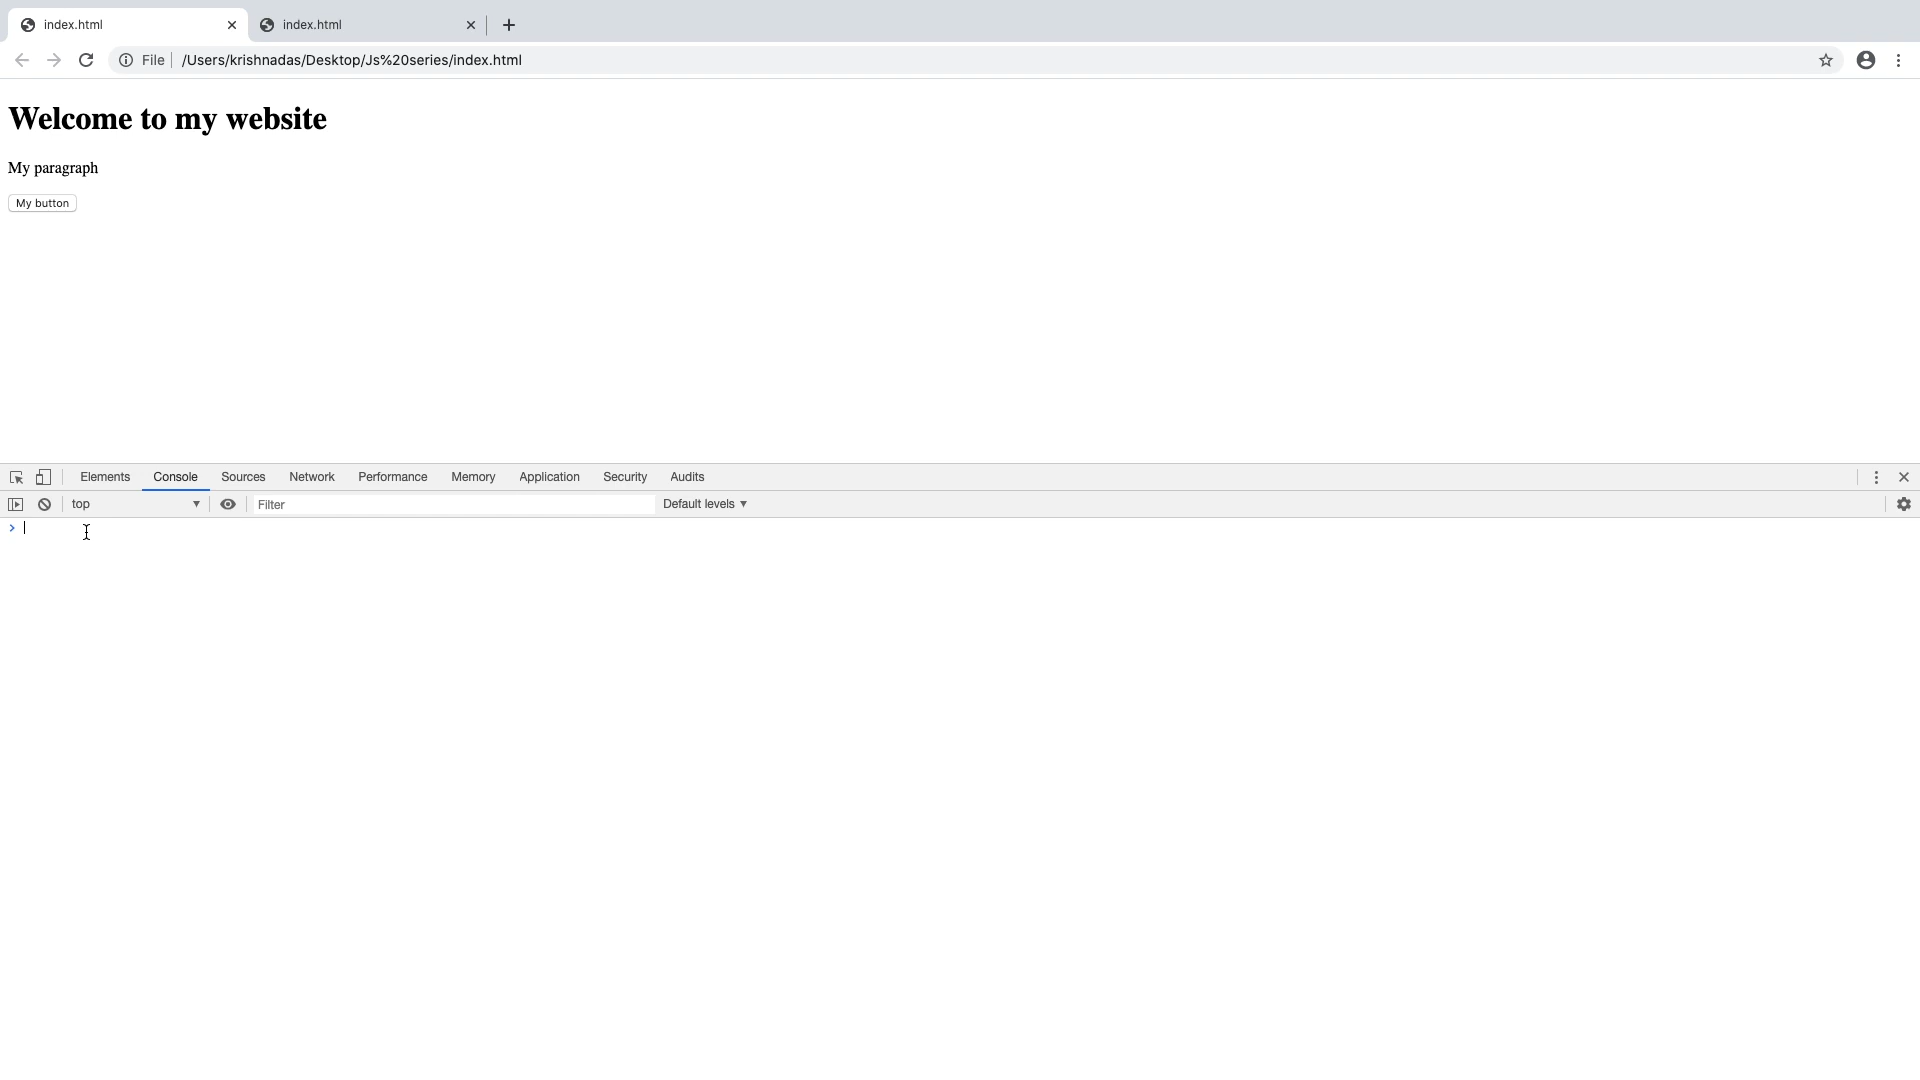 index.html
index.html
File
/Users/krishnadas/Desktop/Js%20series/index.html
Welcome to my website
My paragraph
My button
Elements Console Sources Network Performance Memory Application Security Audits
top
Filter
Default levels